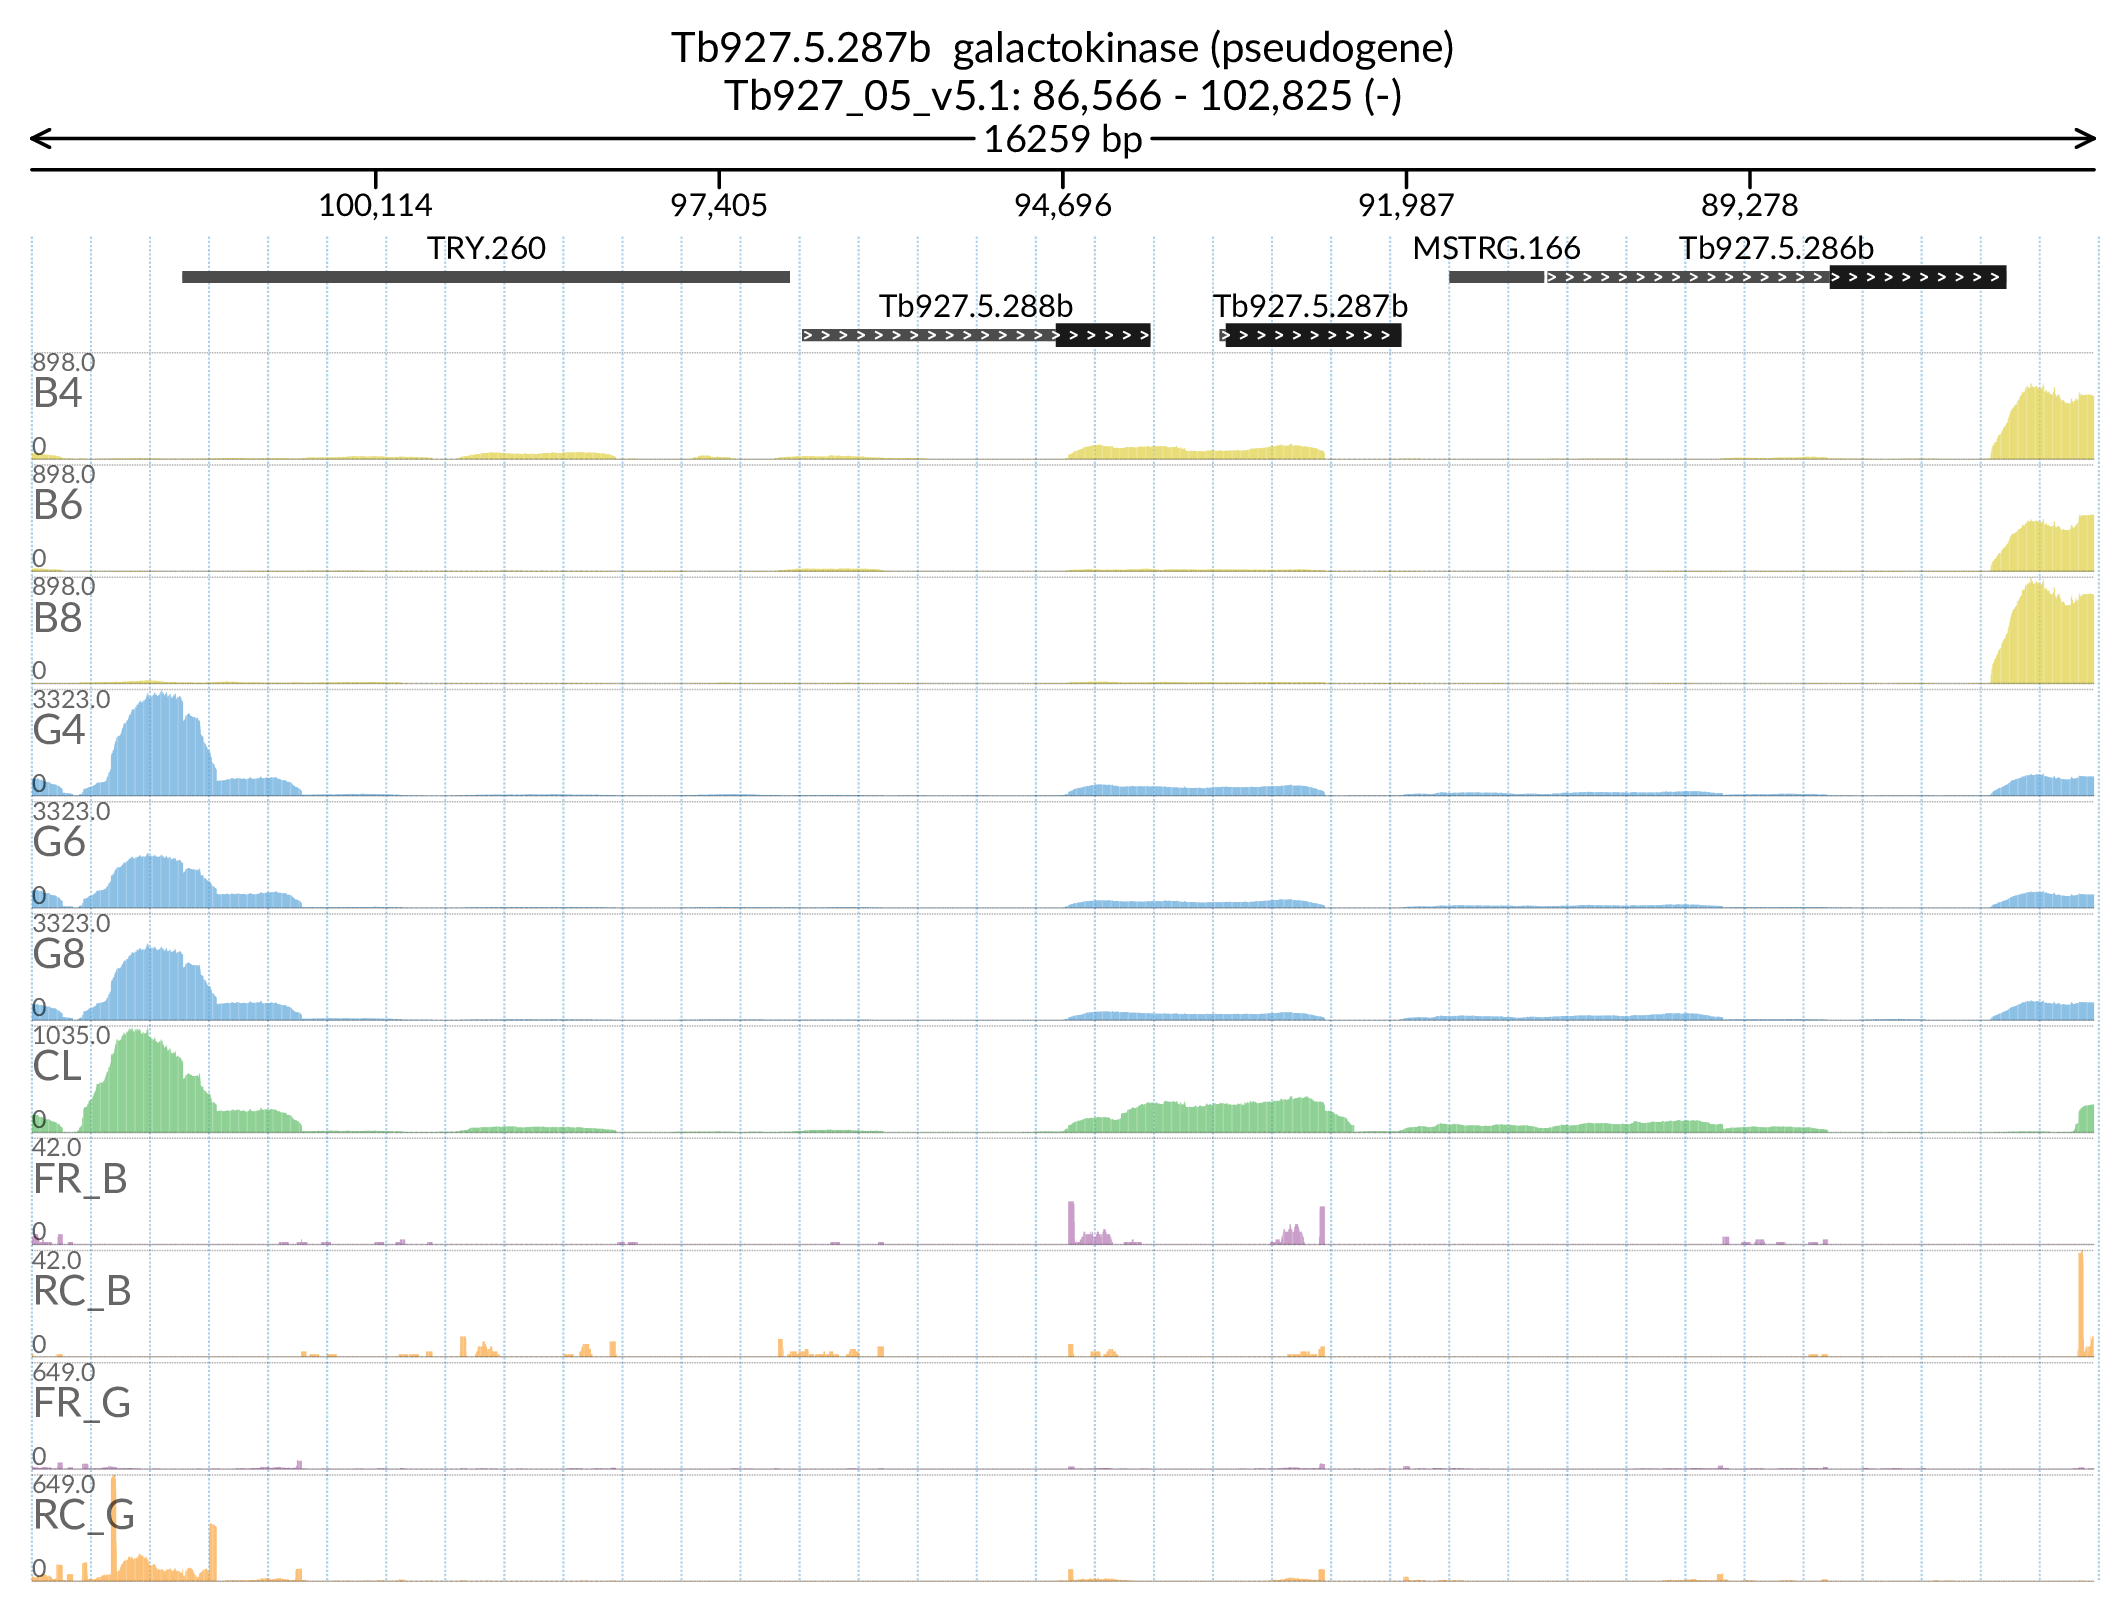 Tb927.5.287b galactokinase (pseudogene)
Tb927_05_v5.1: 86,566 - 102,825 (-)
16259 bp
100,114 97,405 94,696 91,987 89,278
TRY.260 MSTRG.166 Tb927.5.286b
Tb927.5.288b Tb927.5.287b
898.0
B4
0
898.0
B6
0
898.0
B8
0
3323.0
G4
0
3323.0
G6
0
3323.0
G8
0
1035.0
CL
0
42.0
FR_B
0
42.0
RC_B
0
649.0
FR_G
0
649.0
RC_G
0